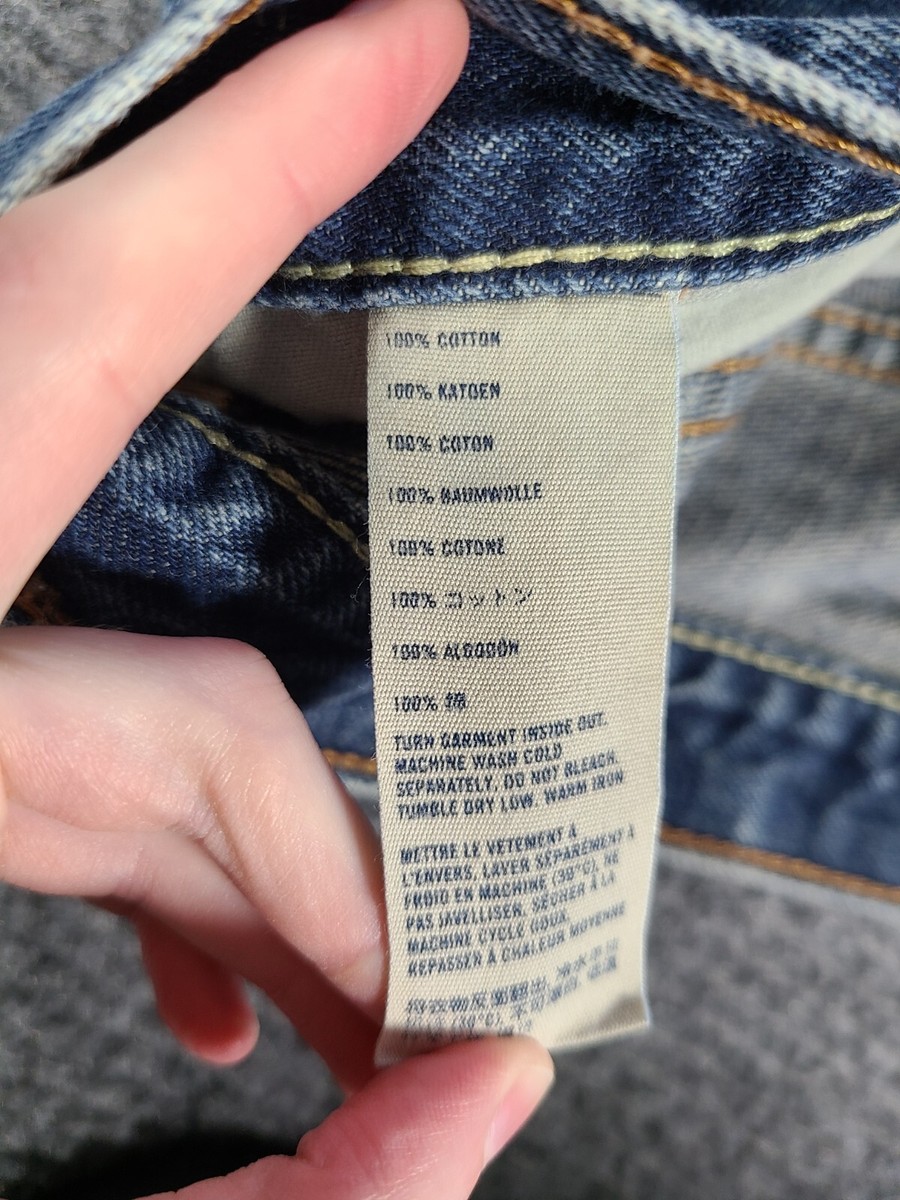 100% COTTON
100% KATOEN
100% COTON
100% BAUMWOLLE
100% COTONE
100% コットン
100% ALGODÓN
100% 棉
TURN GARMENT INSIDE OUT.
MACHINE WASH COLD
SEPARATELY. DO NOT BLEACH.
TUMBLE DRY LOW. WARM IRON
METTRE LE VETEMENT À
L'ENVERS, LAVER SÉPARÉMENT À
FROID EN MACHINE (30°C). NE
PAS JAVELLISER. SÉCHER À LA
MACHINE CYCLE DOUX.
REPASSER À CHALEUR MOYENNE